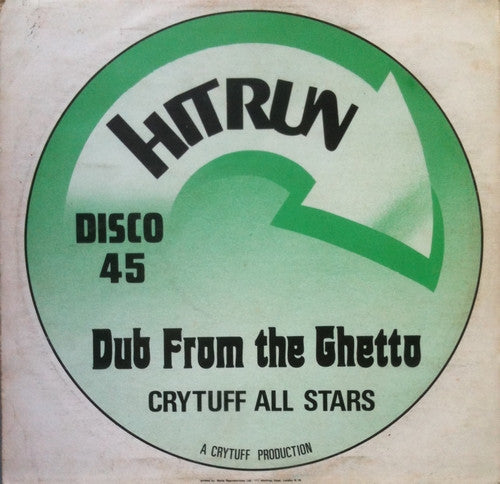 HITRUN
DISCO
45
Dub From the Ghetto
CRYTUFF ALL STARS
A CRYTUFF PRODUCTION